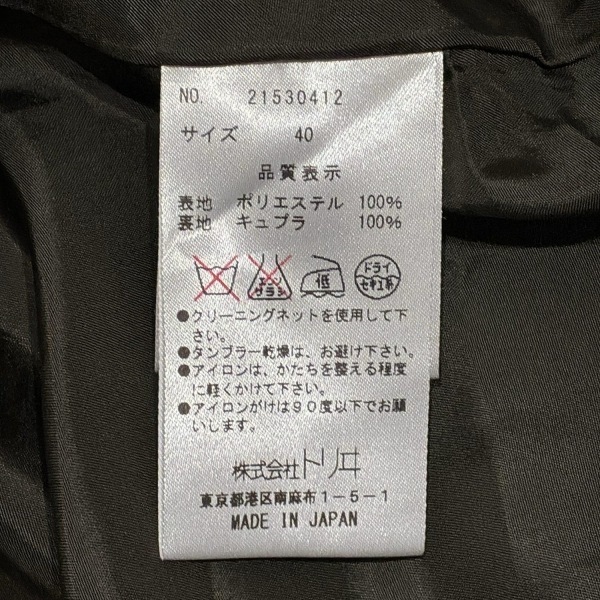 NO. 21530412
サイズ 40
品質表示
表地 ポリエステル 100%
裏地 キュプラ 100%
エンソ サラシ 低 ドライ セキユ系
●クリーニングネットを使用して下
さい。
●タンブラー乾燥は、お避け下さい。
●アイロンは、かたちを整える程度
に軽くかけて下さい。
●アイロンがけは90度以下でお願
いします。
株式会社トリヱ
東京都港区南麻布1-5-1
MADE IN JAPAN